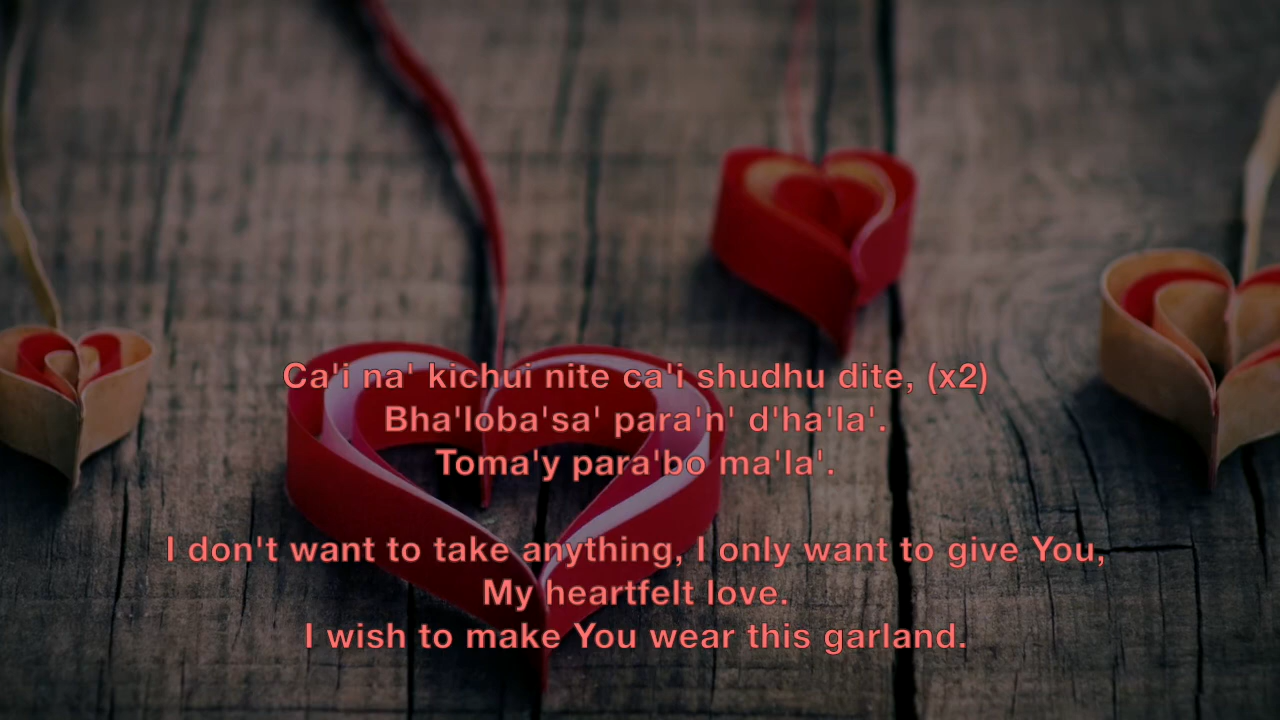 Ca'i na' kichui nite ca'i shudhu dite, (x2)
Bha'loba'sa' para'n' d'ha'la'.
Toma'y para'bo ma'la'.
I don't want to take anything, I only want to give You,
My heartfelt love.
I wish to make You wear this garland.